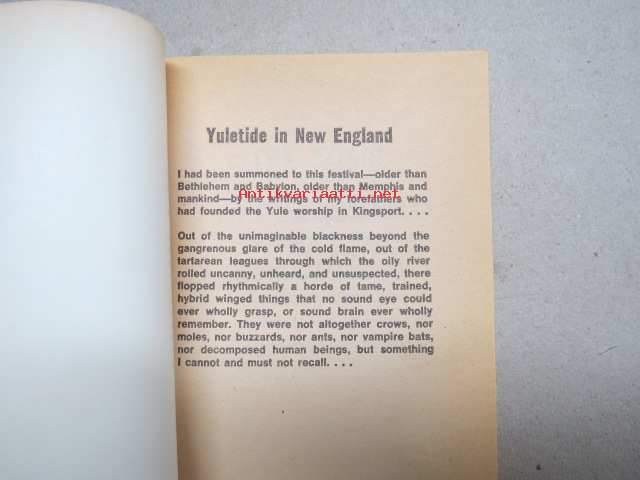 Yuletide in New England
I had been summoned to this festival—older than
Bethlehem and Babylon, older than Memphis and
Antikvariaatti.net
mankind—by the writings of my forefathers who
had founded the Yule worship in Kingsport. . . .
Out of the unimaginable blackness beyond the
gangrenous glare of the cold flame, out of the
tartarean leagues through which the oily river
rolled uncanny, unheard, and unsuspected, there
flopped rhythmically a horde of tame, trained,
hybrid winged things that no sound eye could
ever wholly grasp, or sound brain ever wholly
remember. They were not altogether crows, nor
moles, nor buzzards, nor ants, nor vampire bats,
nor decomposed human beings, but something
I cannot and must not recall. . . .